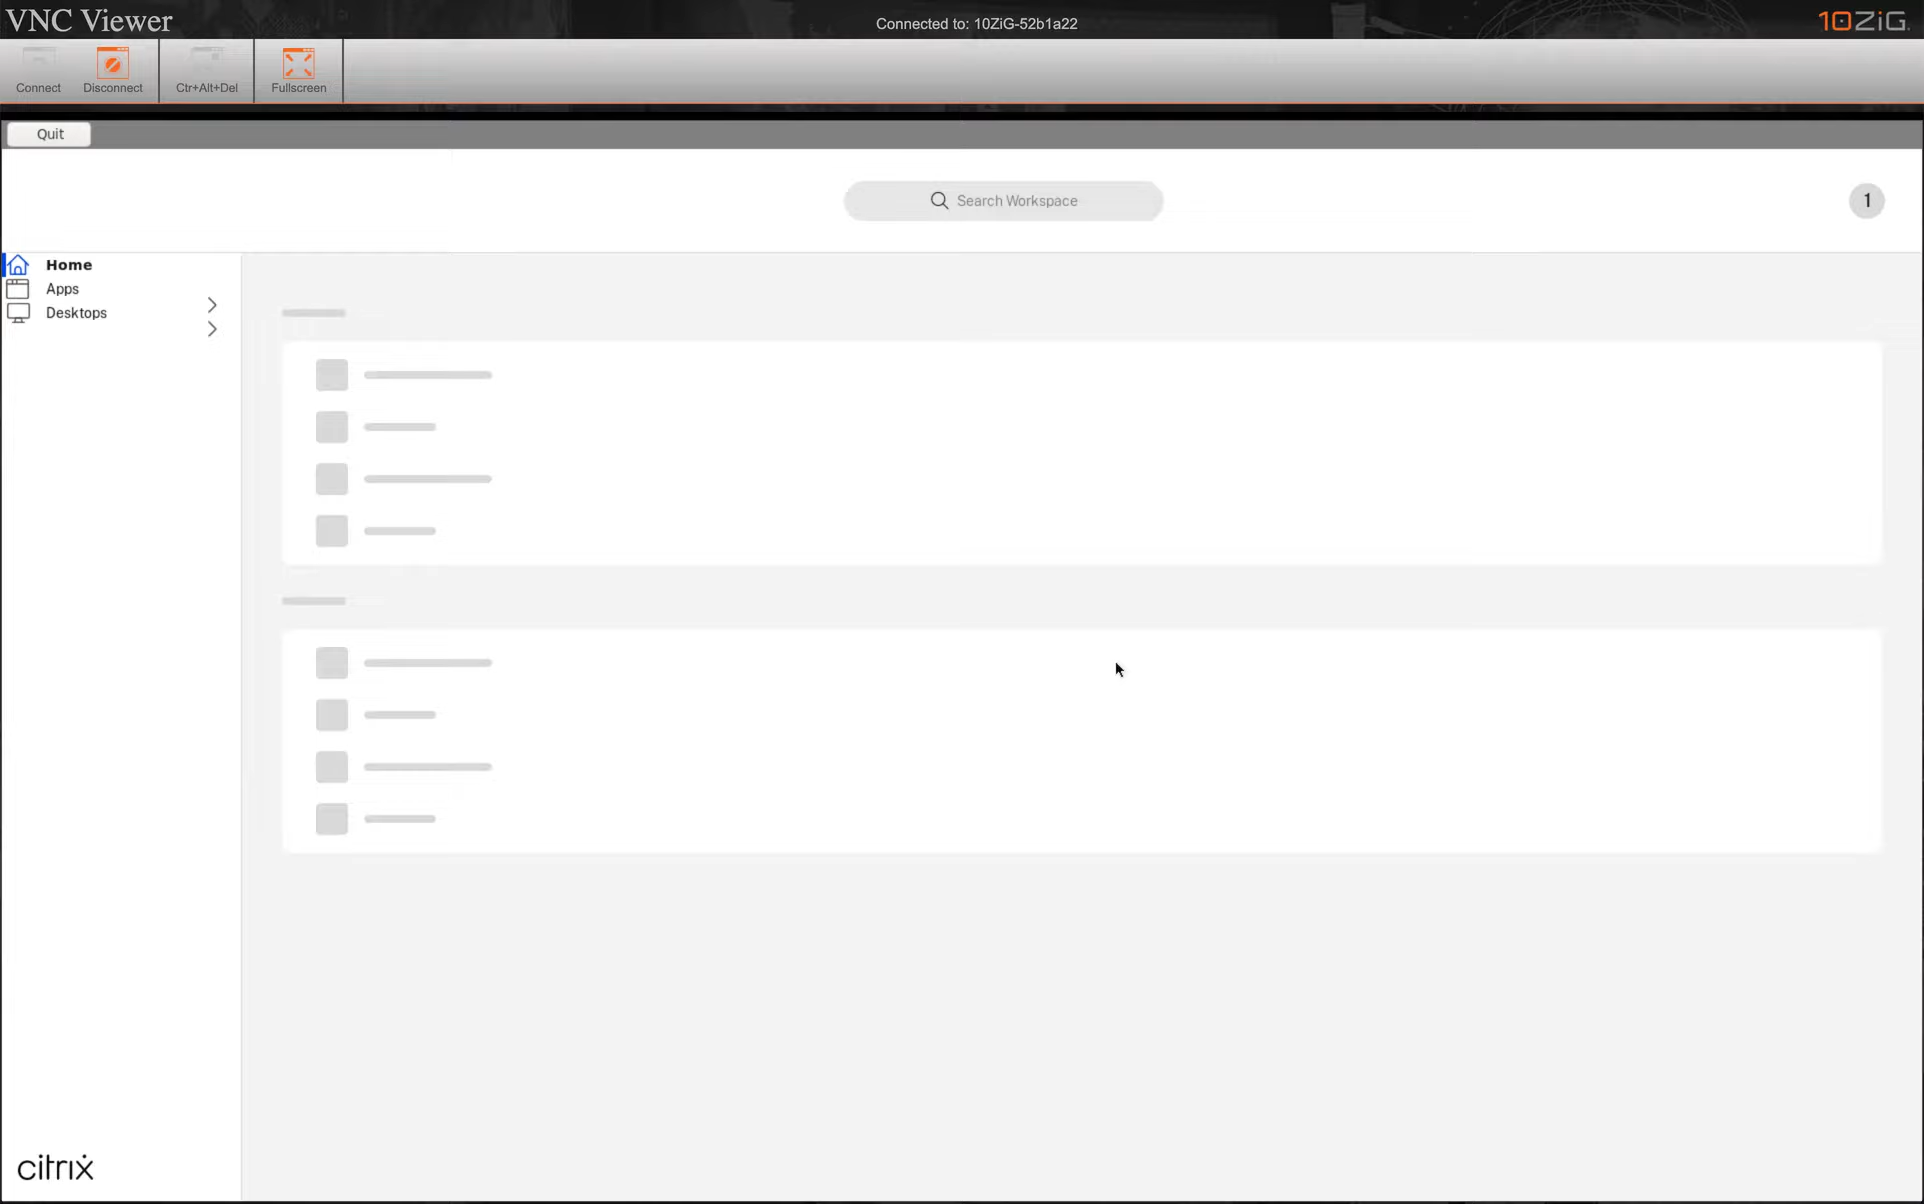 VNC Viewer
Connected to: 10ZiG-52b1a22
10ZiG.
Connect
Disconnect
Ctr+Alt+Del
Fullscreen
Quit
Search Workspace
1
Home
Apps
Desktops
citrix